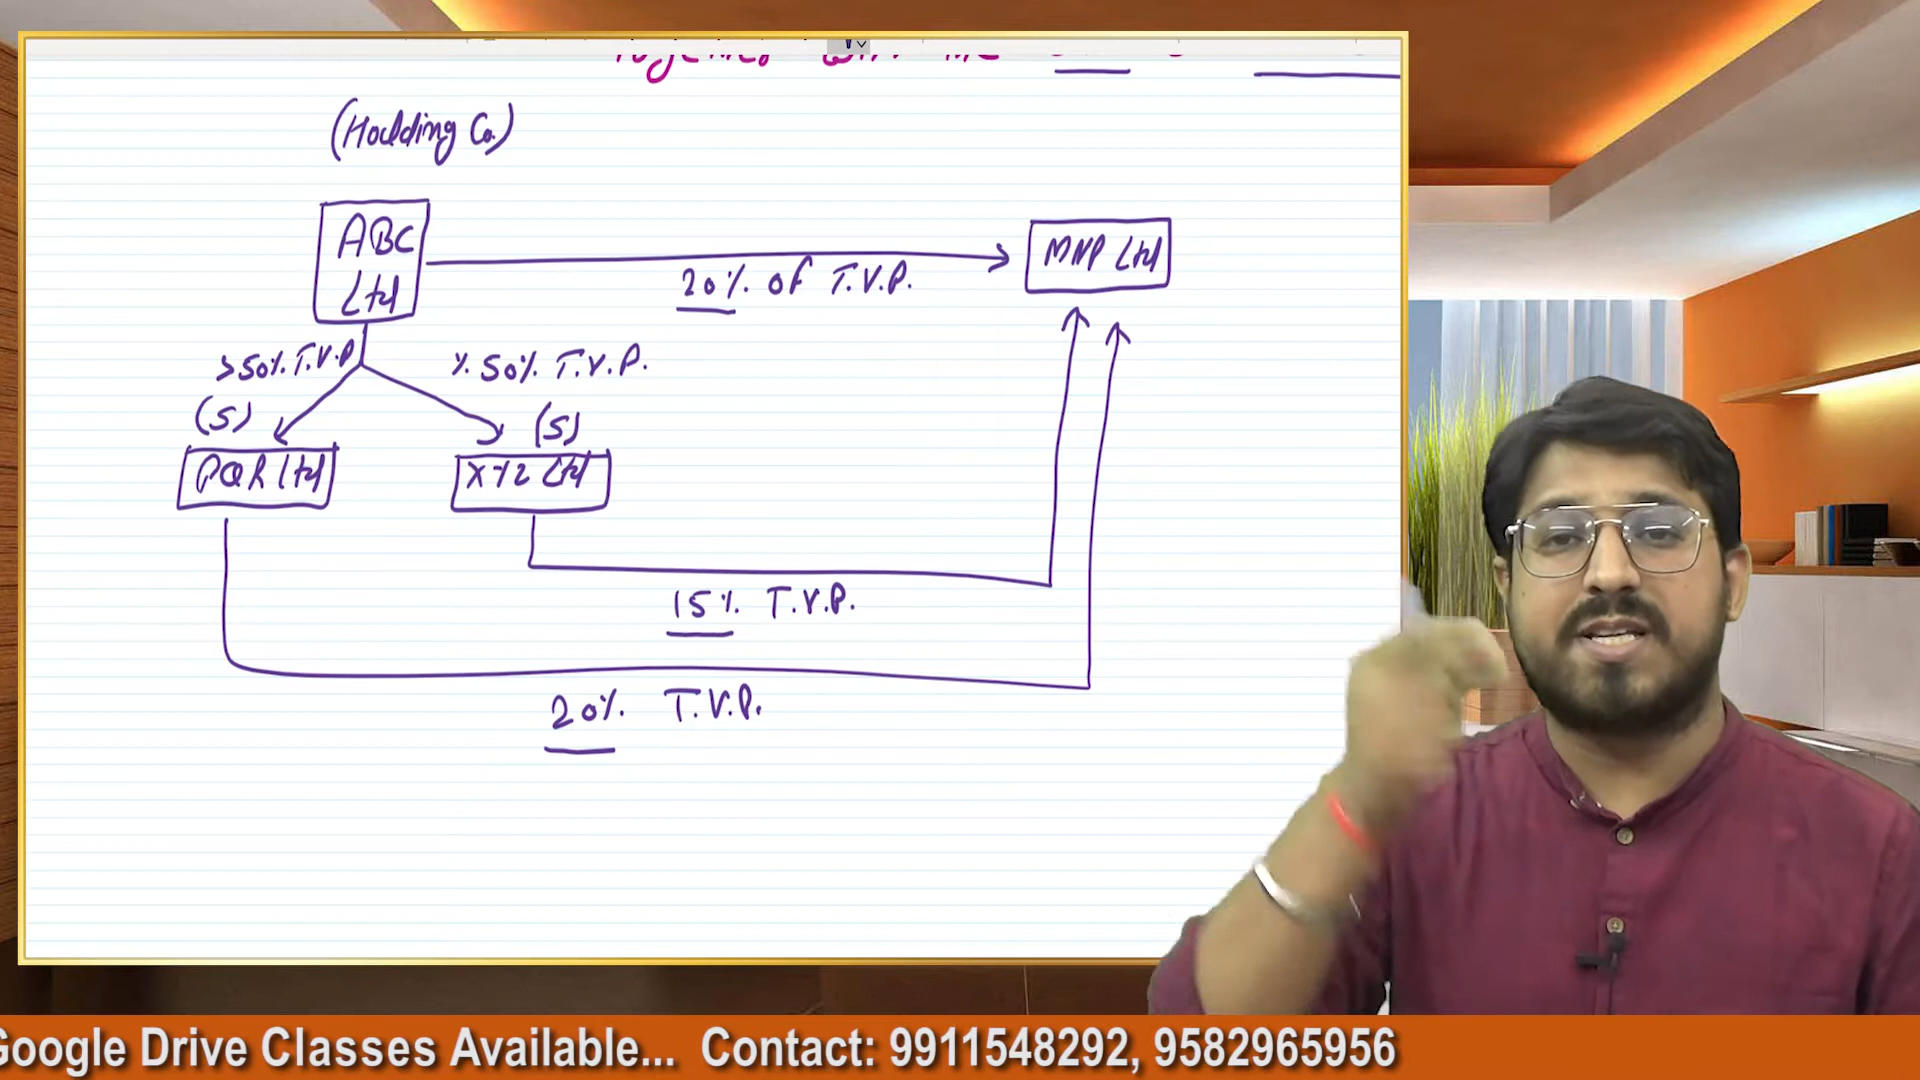 (Houlding Co.)
ABC
Ltd
MNP Ltd
20% of T.V.P.
>50% T.V.P
50% T.V.P.
(S)
(S)
PQR Ltd
XYZ Ltd
15% T.V.P.
20% T.V.P.
Google Drive Classes Available... Contact: 9911548292, 9582965956